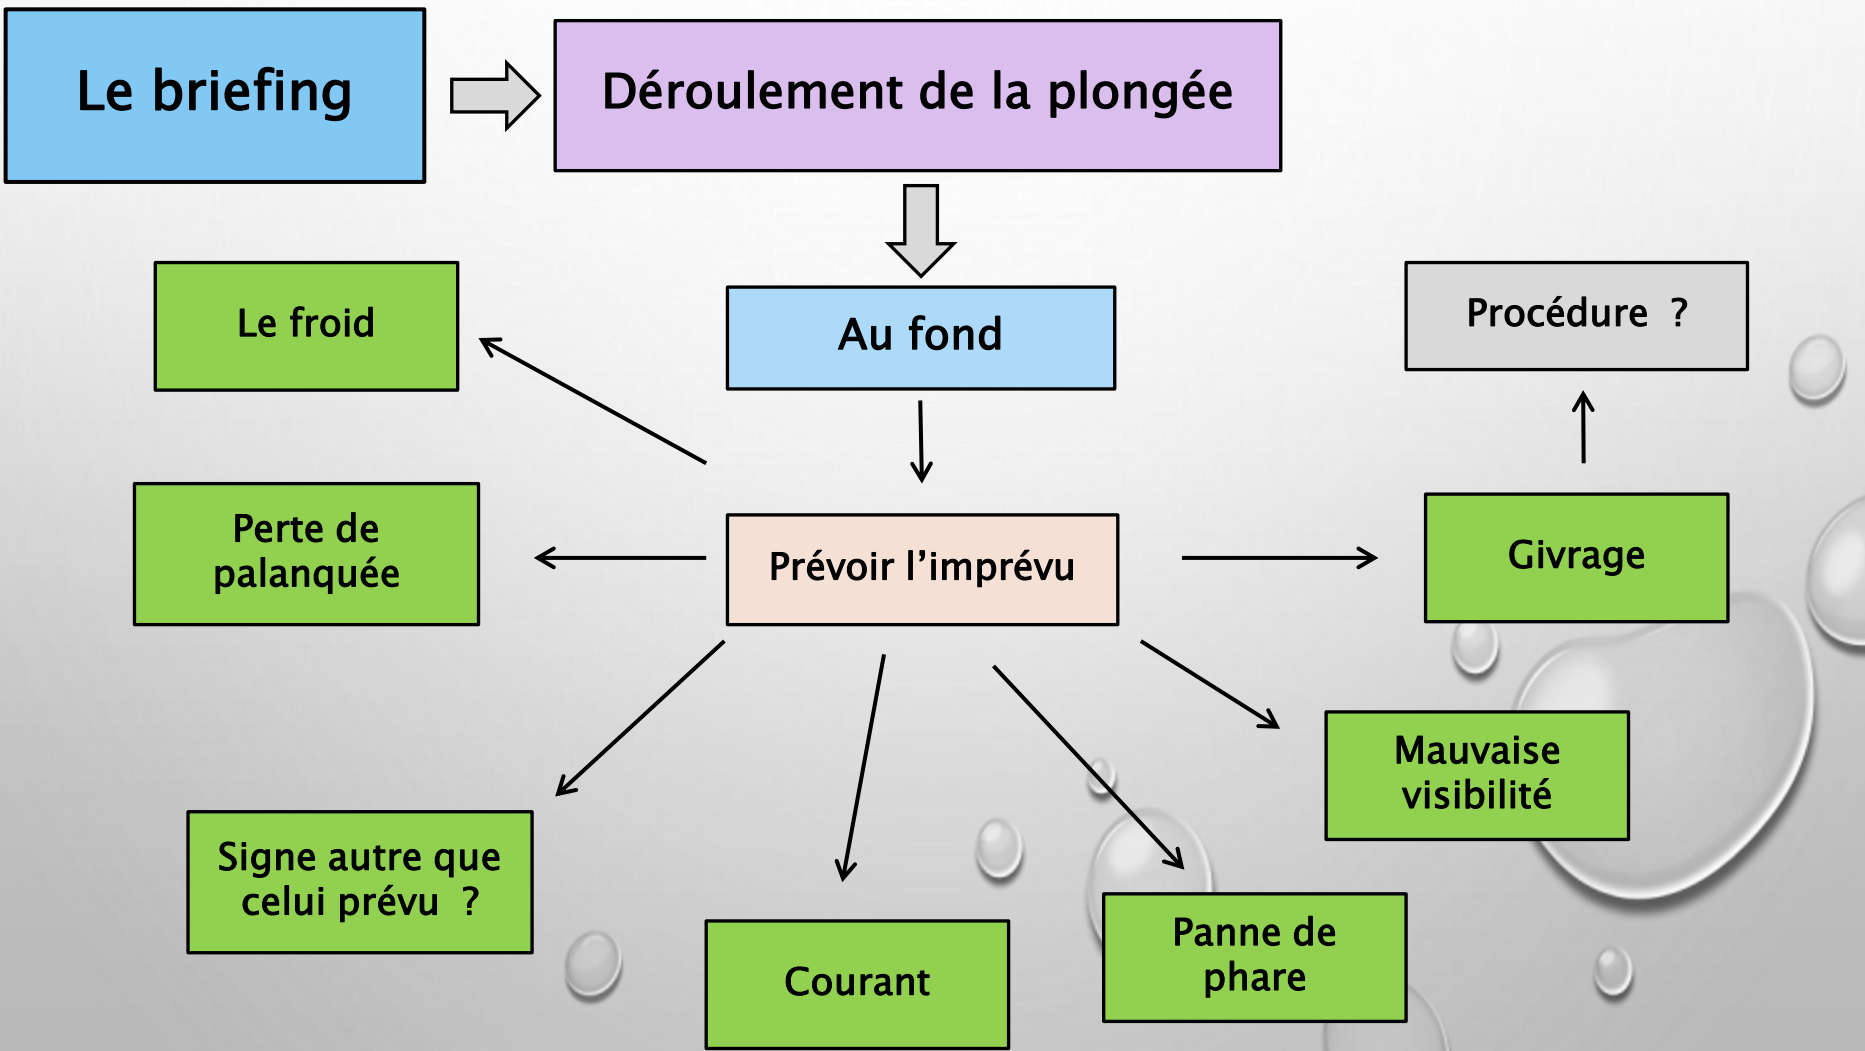 Le briefing
Déroulement de la plongée
Le froid
Au fond
Procédure  ?
Perte de
palanquée
Prévoir l’imprévu
Givrage
Mauvaise
visibilité
Signe autre que
celui prévu  ?
Courant
Panne de
phare